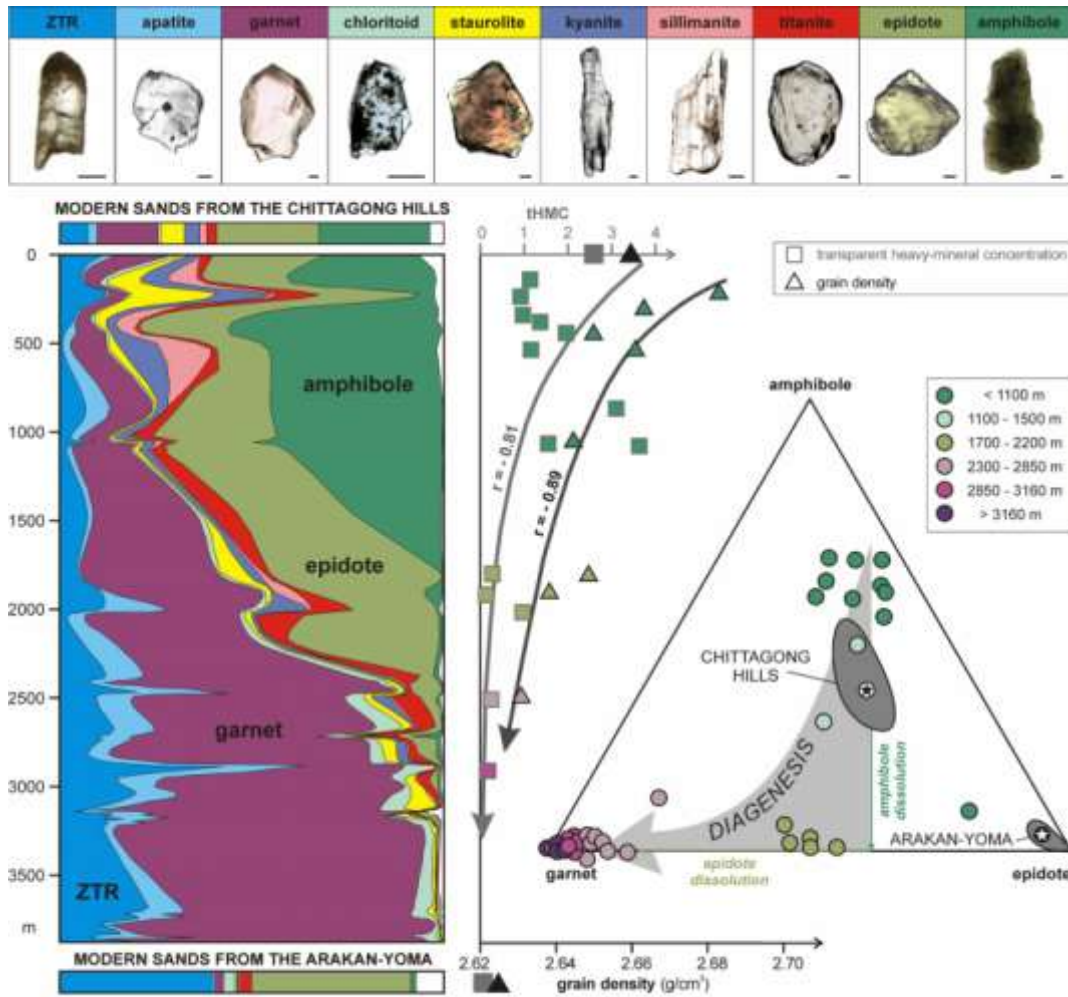 ZTR apatite garnet chloritoid staurolite kyanite sillimanite titanite epidote amphibole
MODERN SANDS FROM THE CHITTAGONG HILLS
tHMC
0 1 2 3 4
transparent heavy-mineral concentration
grain density
0
500
1000
1500
2000
2500
3000
3500
m
amphibole
epidote
garnet
ZTR
r = - 0.81
r = - 0.89
amphibole
< 1100 m
1100 - 1500 m
1700 - 2200 m
2300 - 2850 m
2850 - 3160 m
> 3160 m
CHITTAGONG
HILLS
DIAGENESIS
amphibole
dissolution
ARAKAN-YOMA
garnet
epidote
dissolution
epidote
MODERN SANDS FROM THE ARAKAN-YOMA
2.62 2.64 2.66 2.68 2.70
grain density (g/cm³)